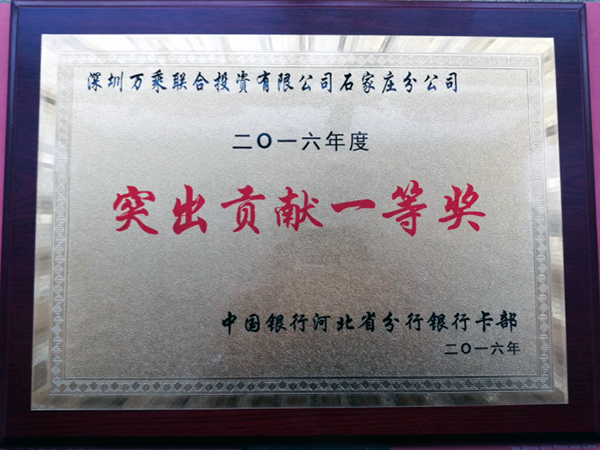 深圳万乘联合投资有限公司石家庄分公司
二〇一六年度
突出贡献一等奖
中国银行河北省分行银行卡部
二〇一六年